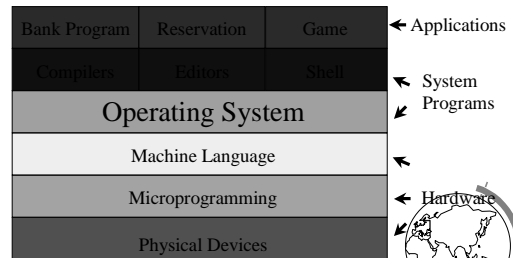 Bank Program Reservation Game Applications
Compilers Editors Shell System
Operating System Programs
Machine Language
Microprogramming Hardware
Physical Devices